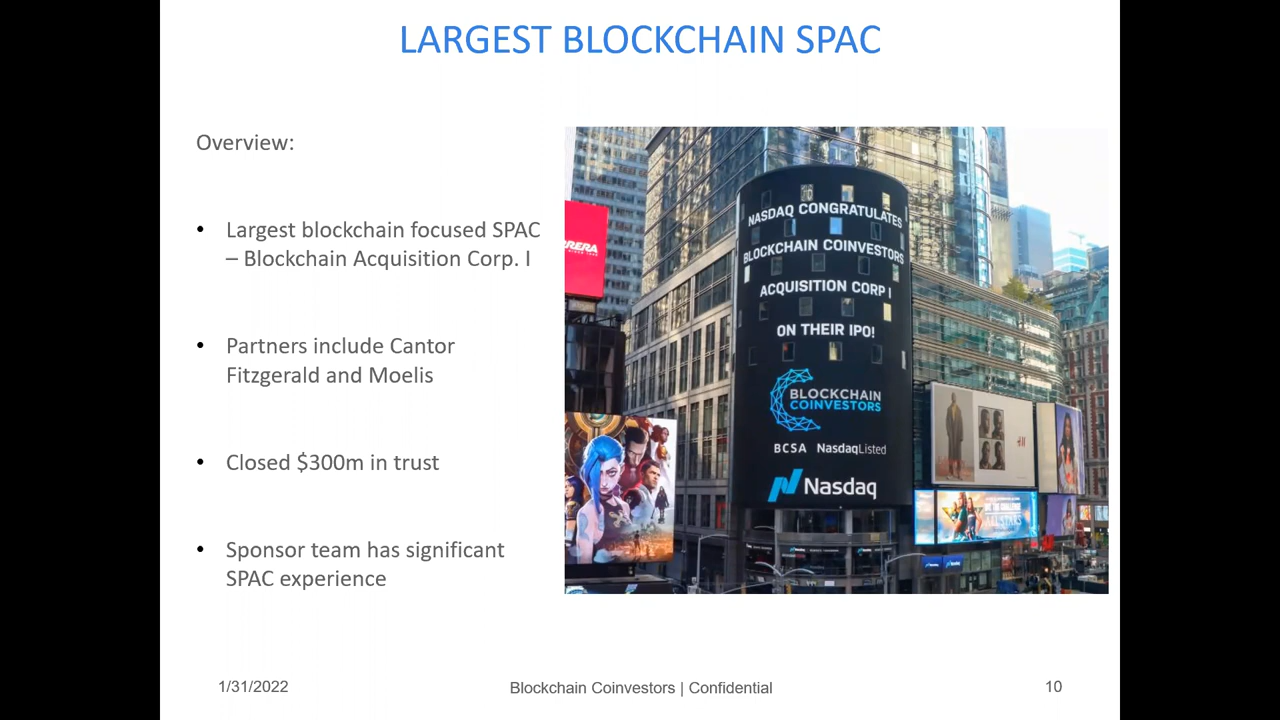 LARGEST BLOCKCHAIN SPAC
Overview:
• Largest blockchain focused SPAC
– Blockchain Acquisition Corp. I
• Partners include Cantor
Fitzgerald and Moelis
• Closed $300m in trust
• Sponsor team has significant
SPAC experience
RERA
NASDAQ CONGRATULATES
BLOCKCHAIN COINVESTORS
ACQUISITION CORP I
ON THEIR IPO!
BLOCKCHAIN
COINVESTORS
BCSA NasdaqListed
Nasdaq
H&M
1/31/2022
Blockchain Coinvestors | Confidential
10